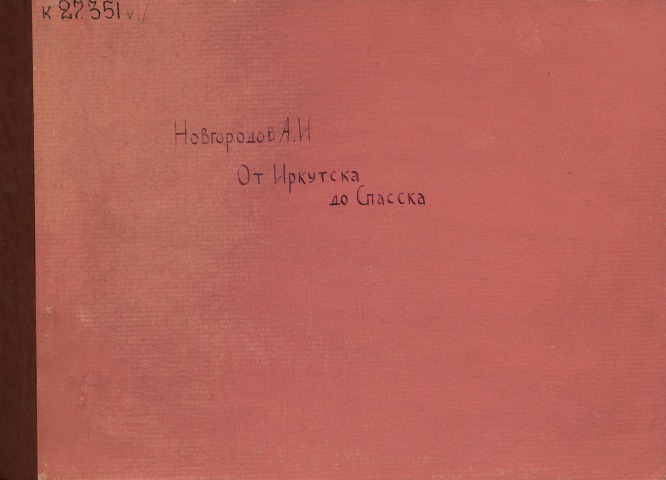 к 27.351
Новгородов А.И
От Иркутска
до Спасска